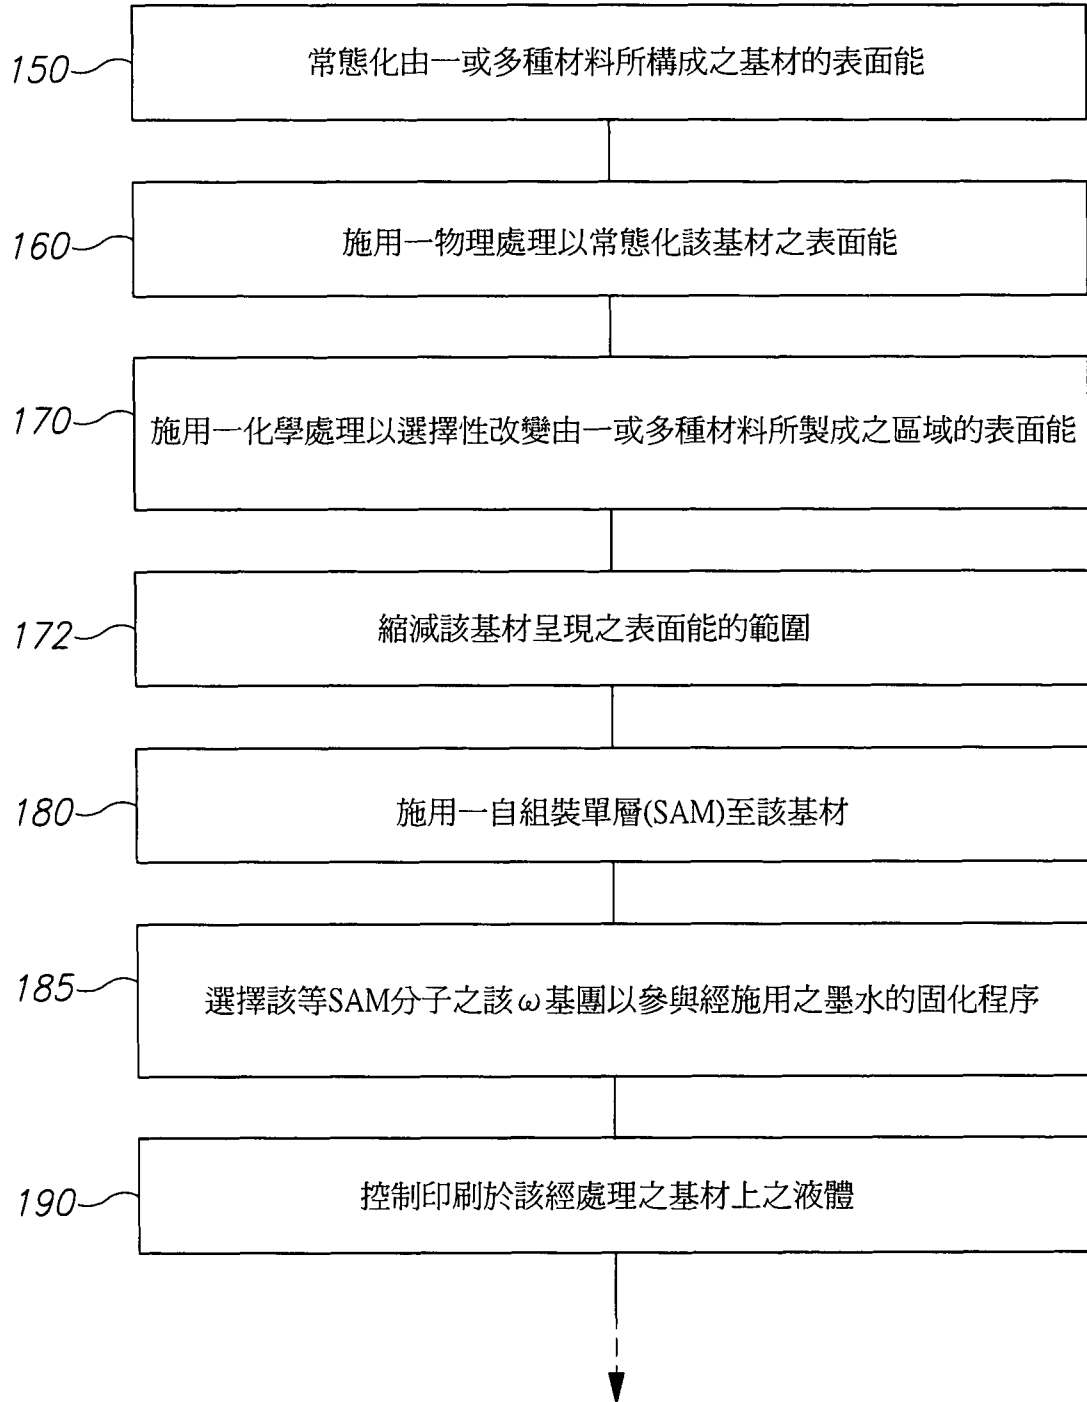 150 常態化由一或多種材料所構成之基材的表面能
160 施用一物理處理以常態化該基材之表面能
170 施用一化學處理以選擇性改變由一或多種材料所製成之區域的表面能
172 縮減該基材呈現之表面能的範圍
180 施用一自組裝單層(SAM)至該基材
185 選擇該等SAM分子之該ω基團以參與經施用之墨水的固化程序
190 控制印刷於該經處理之基材上之液體